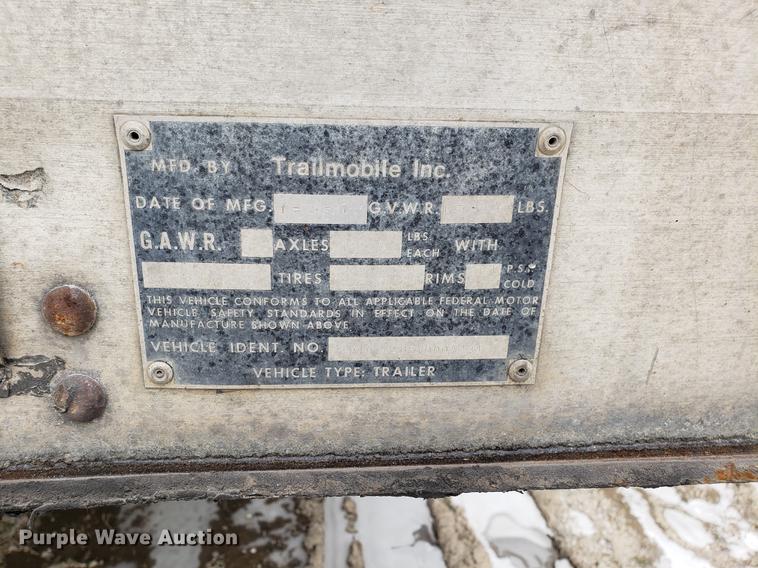 MFD. BY Trailmobile Inc.
DATE OF MFG. G.V.W.R. LBS.
G.A.W.R. AXLES LBS. EACH WITH
TIRES RIMS P.S.I. COLD
THIS VEHICLE CONFORMS TO ALL APPLICABLE FEDERAL MOTOR
VEHICLE SAFETY STANDARDS IN EFFECT ON THE DATE OF
MANUFACTURE SHOWN ABOVE
VEHICLE IDENT. NO.
VEHICLE TYPE: TRAILER
Purple Wave Auction